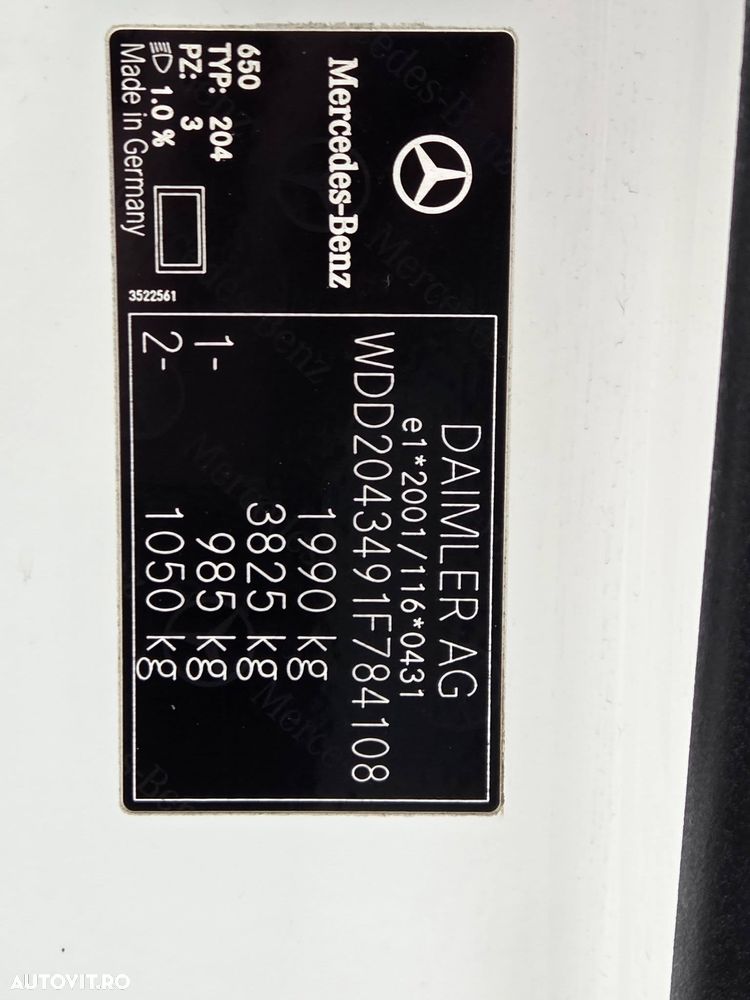 Mercedes-Benz
650
TYP: 204
PZ: 3
1.0 %
Made in Germany
3522561
DAIMLER AG
e1*2001/116*0431
WDD2043491F784108
1990 kg
3825 kg
1- 985 kg
2- 1050 kg
AUTOVIT.RO